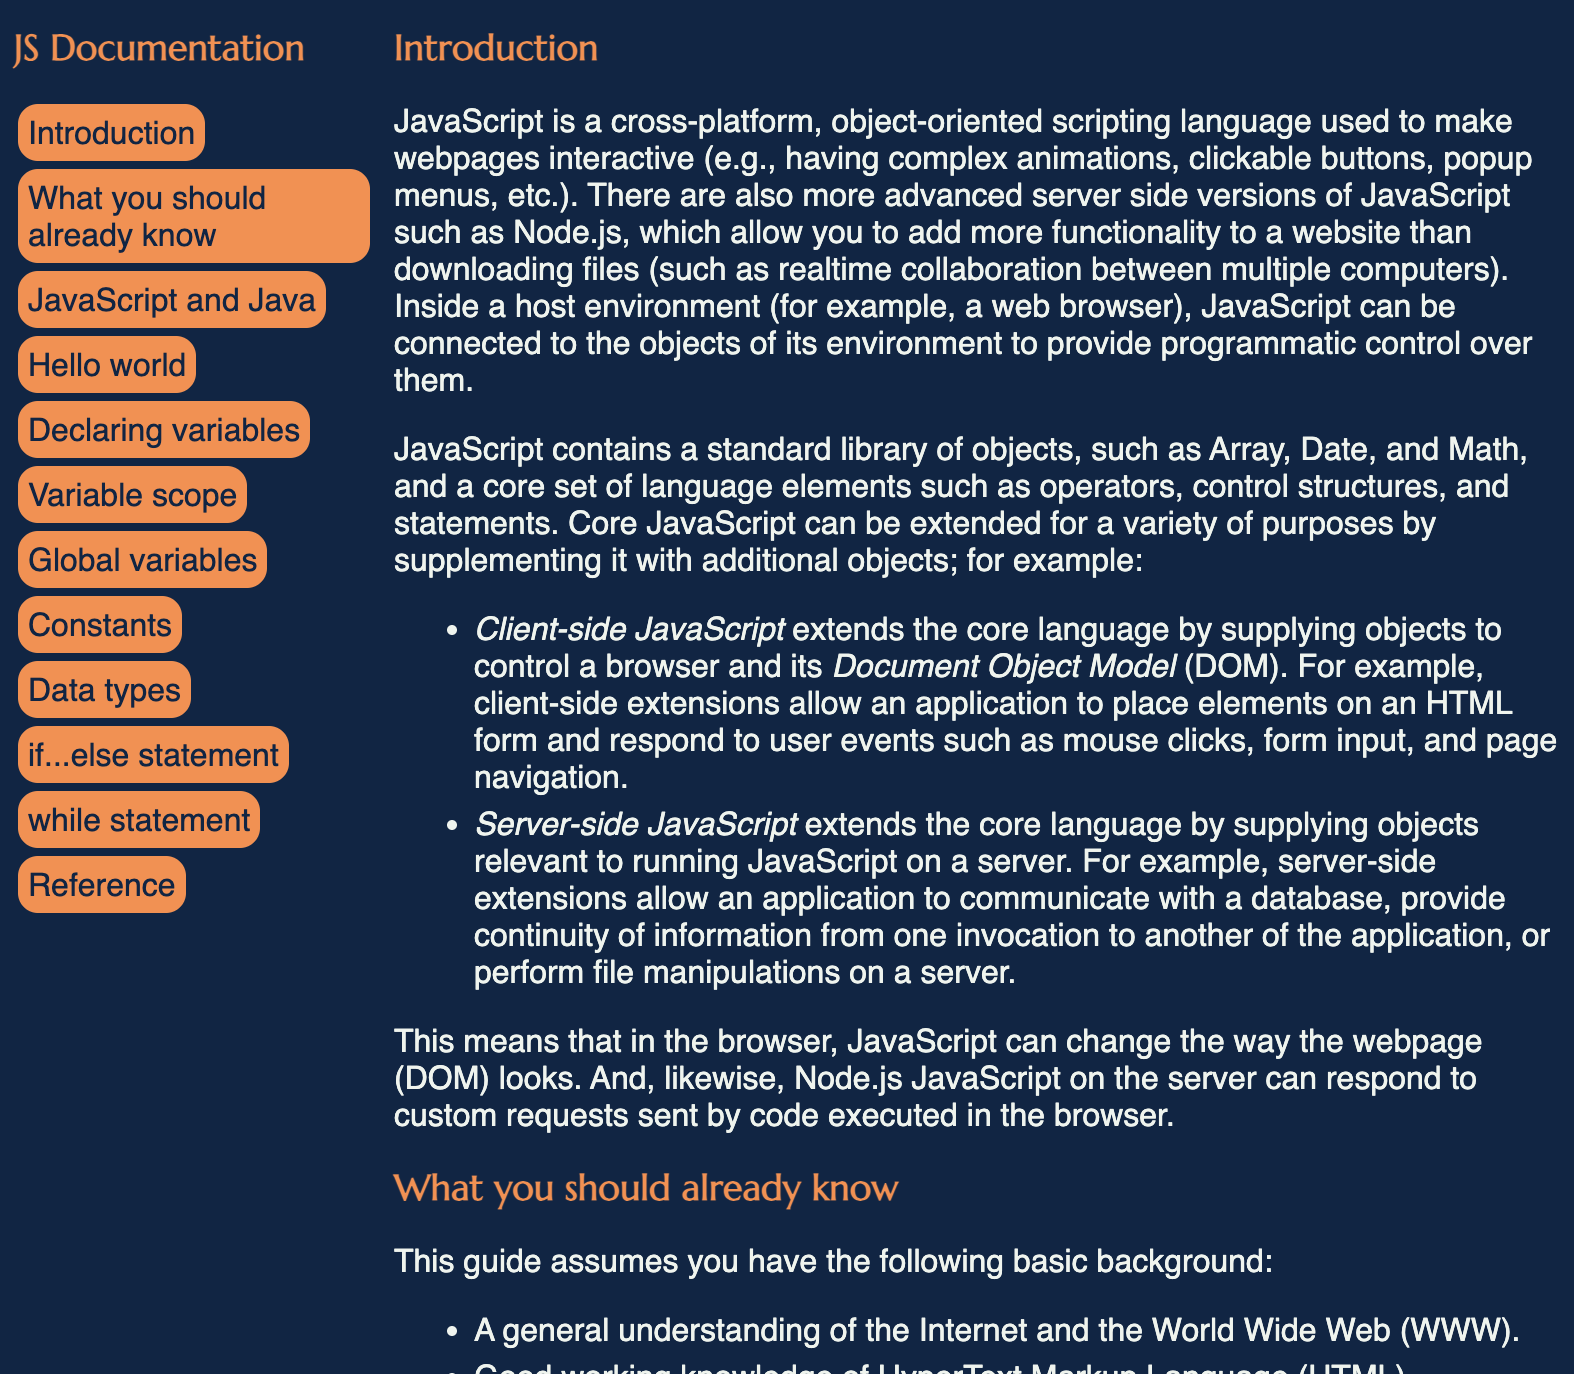 JS Documentation
Introduction
What you should
already know
JavaScript and Java
Hello world
Declaring variables
Variable scope
Global variables
Constants
Data types
if...else statement
while statement
Reference
Introduction
JavaScript is a cross-platform, object-oriented scripting language used to make
webpages interactive (e.g., having complex animations, clickable buttons, popup
menus, etc.). There are also more advanced server side versions of JavaScript
such as Node.js, which allow you to add more functionality to a website than
downloading files (such as realtime collaboration between multiple computers).
Inside a host environment (for example, a web browser), JavaScript can be
connected to the objects of its environment to provide programmatic control over
them.
JavaScript contains a standard library of objects, such as Array, Date, and Math,
and a core set of language elements such as operators, control structures, and
statements. Core JavaScript can be extended for a variety of purposes by
supplementing it with additional objects; for example:
• Client-side JavaScript extends the core language by supplying objects to
control a browser and its Document Object Model (DOM). For example,
client-side extensions allow an application to place elements on an HTML
form and respond to user events such as mouse clicks, form input, and page
navigation.
• Server-side JavaScript extends the core language by supplying objects
relevant to running JavaScript on a server. For example, server-side
extensions allow an application to communicate with a database, provide
continuity of information from one invocation to another of the application, or
perform file manipulations on a server.
This means that in the browser, JavaScript can change the way the webpage
(DOM) looks. And, likewise, Node.js JavaScript on the server can respond to
custom requests sent by code executed in the browser.
What you should already know
This guide assumes you have the following basic background:
• A general understanding of the Internet and the World Wide Web (WWW).
• Good working knowledge of HyperText Markup Language (HTML).